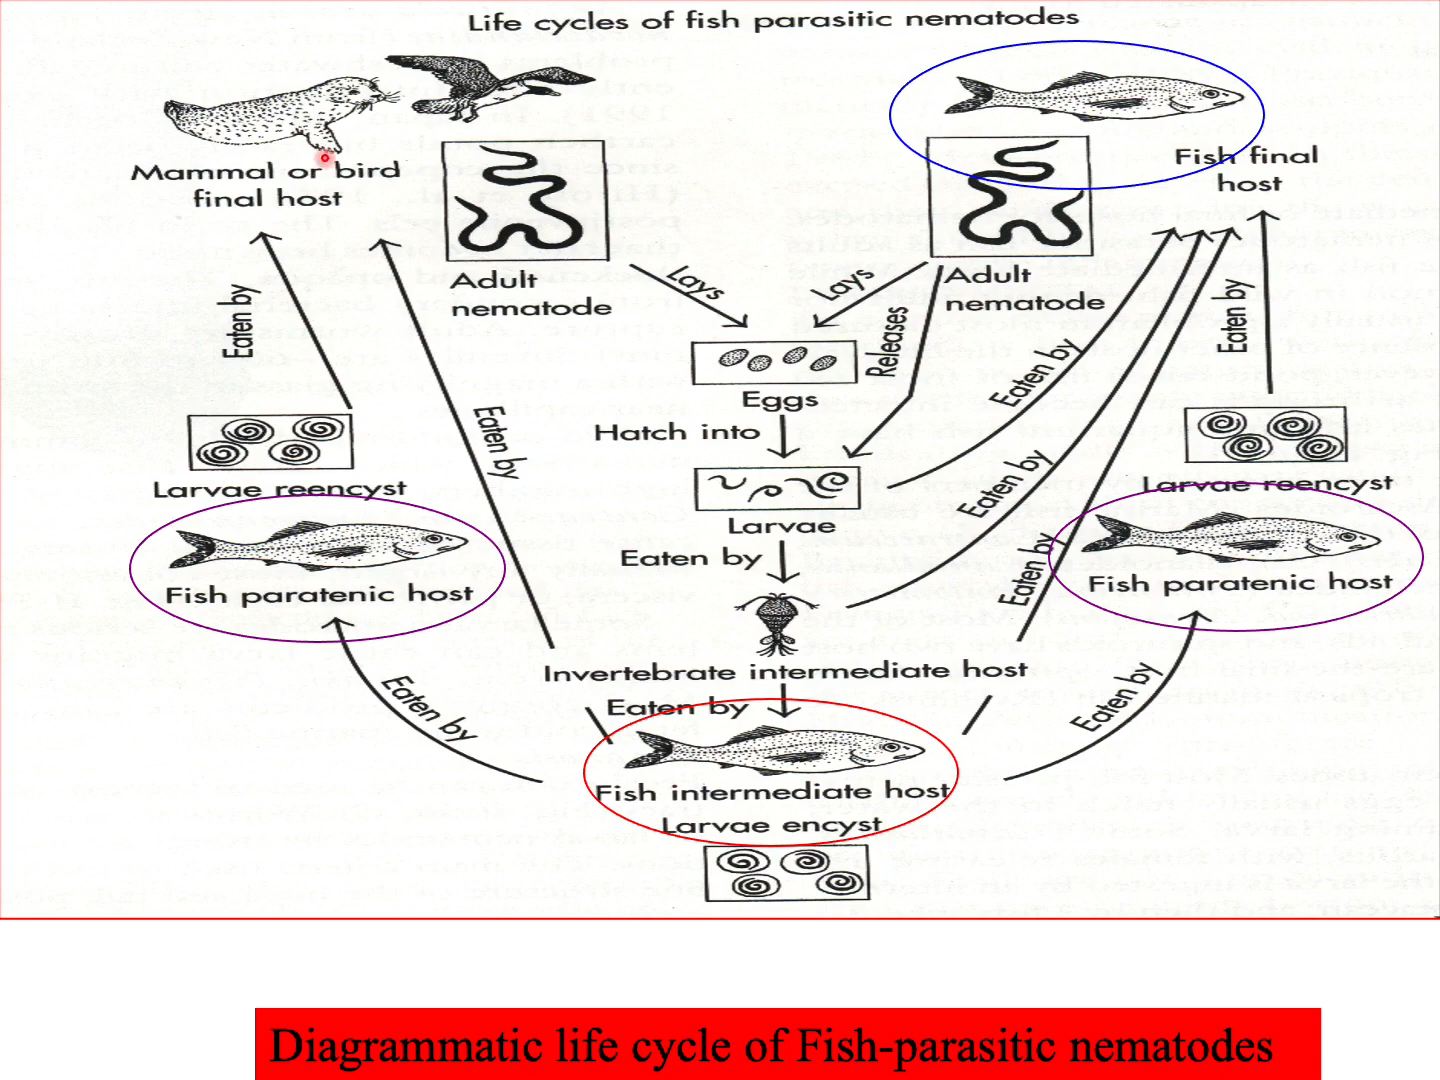 Life cycles of fish parasitic nematodes
Mammal or bird
final host
Fish final
host
Adult
nematode
Adult
nematode
Lays
Lays
Releases
Eaten by
Eaten by
Eaten by
Eaten by
Eaten by
Eaten by
Eggs
Hatch into
Larvae
Eaten by
Larvae reencyst
Larvae reencyst
Fish paratenic host
Fish paratenic host
Invertebrate intermediate host
Eaten by
Eaten by
Eaten by
Fish intermediate host
Larvae encyst
Diagrammatic life cycle of Fish-parasitic nematodes